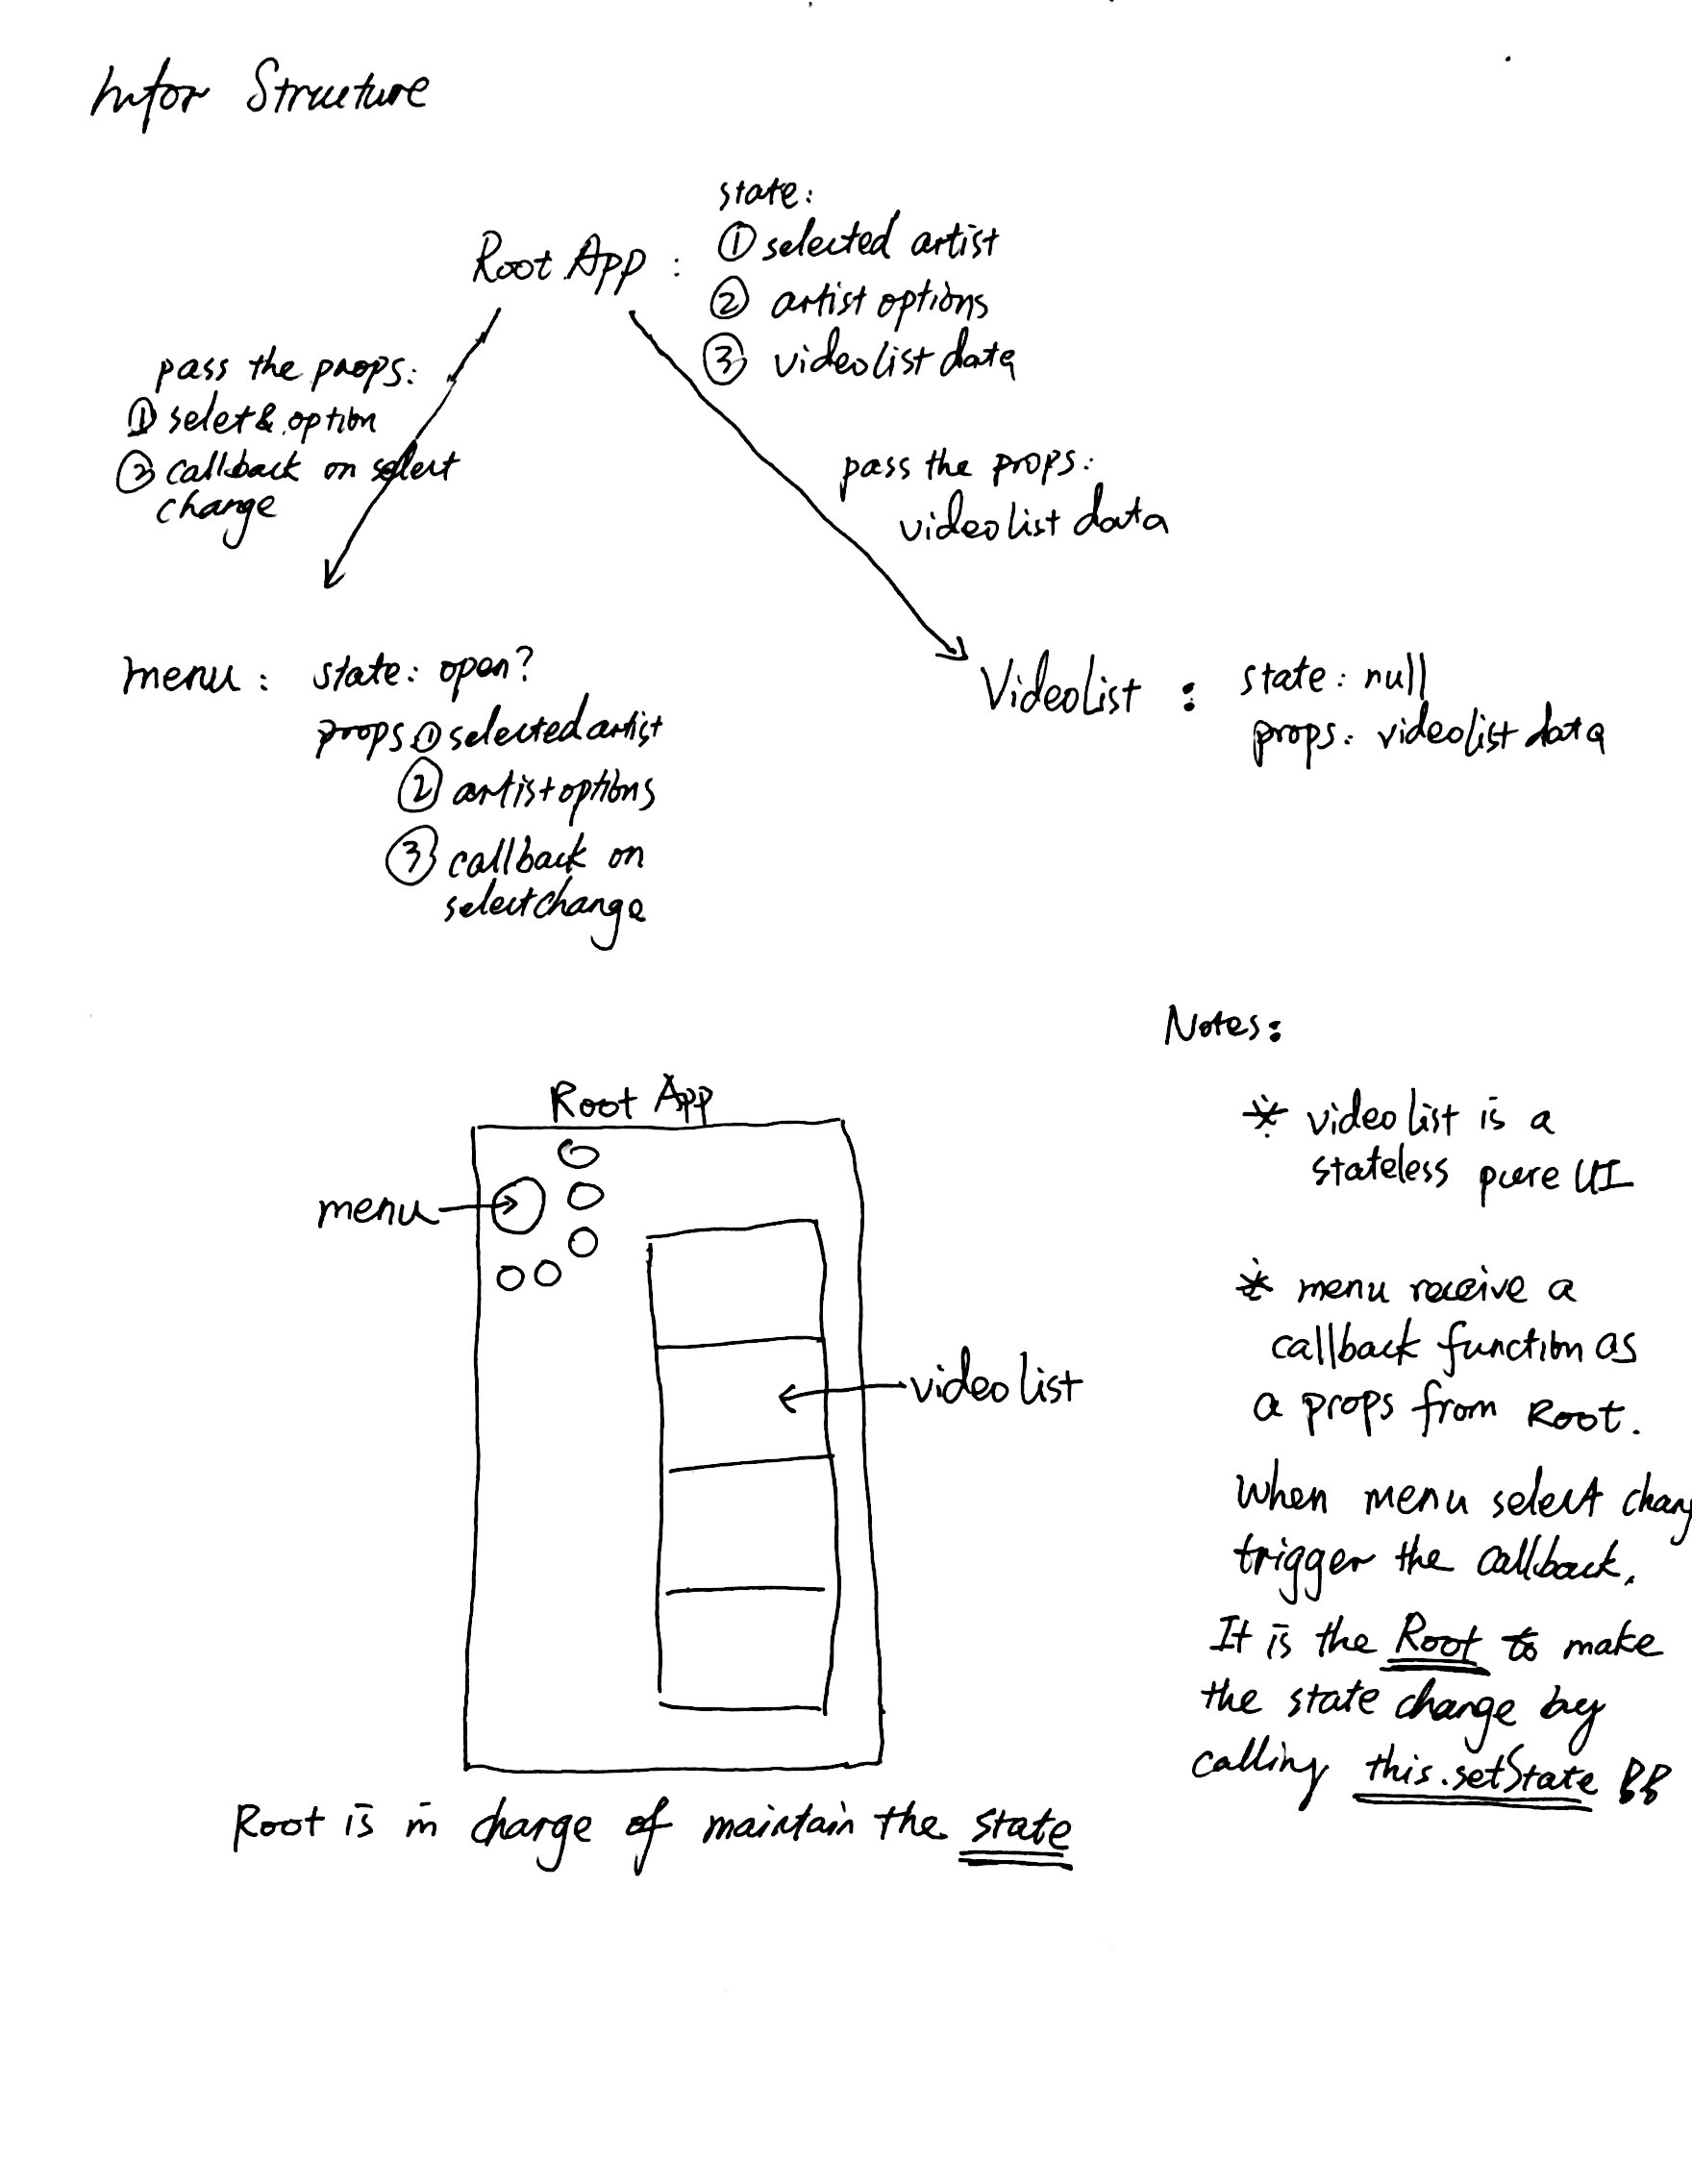 Infor Structure
state:
Root App :
① selected artist
② artist options
③ videolist data
pass the props:
① selet & option
② callback on select
change
pass the props:
videolist data
menu : state: open?
props ① selected artist
② artist options
③ callback on
select change
Videolist : state: null
props: videolist data
Notes:
* video list is a
stateless pure UI
* menu receive a
callback function as
a props from Root.
When menu select chang
trigger the callback.
It is the Root to make
the state change by
calling this.setState
Root App
menu
video list
Root is in charge of maintain the state